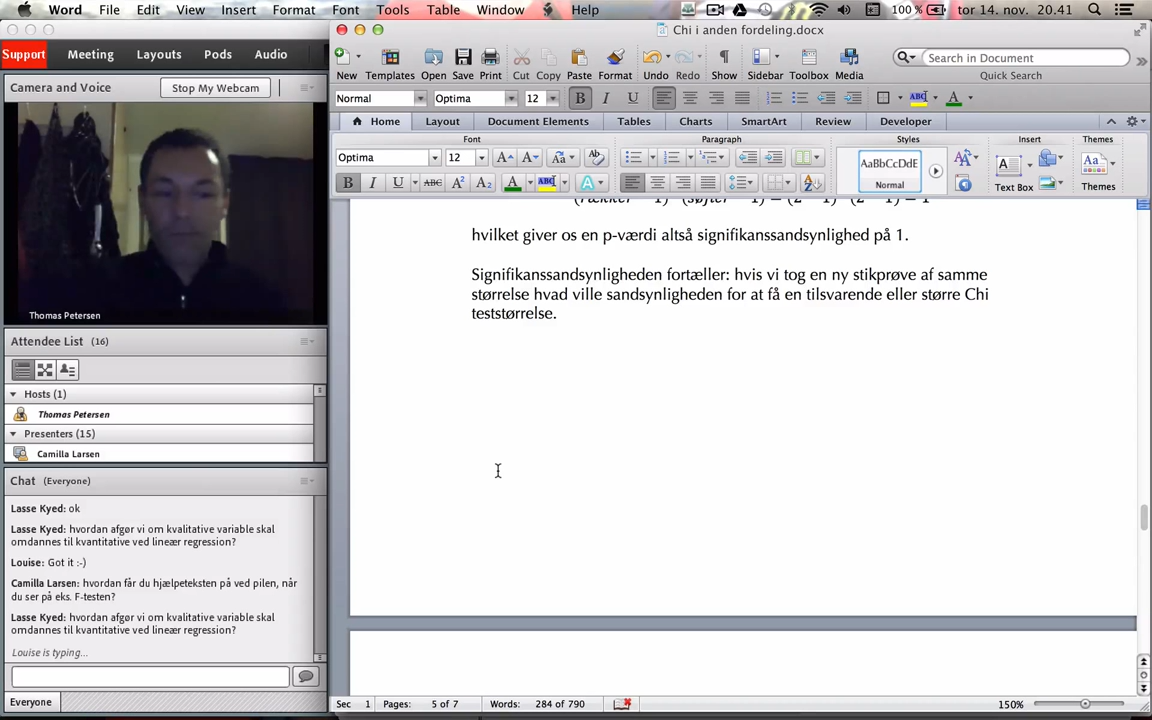 Word File Edit View Insert Format Font Tools Table Window Help 100 % tor 14. nov. 20.41
Support Meeting Layouts Pods Audio
Camera and Voice Stop My Webcam
Thomas Petersen
Attendee List (16)
Hosts (1)
Thomas Petersen
Presenters (15)
Camilla Larsen
Chat (Everyone)
Lasse Kyed: ok
Lasse Kyed: hvordan afgør vi om kvalitative variable skal
omdannes til kvantitative ved lineær regression?
Louise: Got it :-)
Camilla Larsen: hvordan får du hjælpeteksten på ved pilen, når
du ser på eks. F-testen?
Lasse Kyed: hvordan afgør vi om kvalitative variable skal
omdannes til kvantitative ved lineær regression?
Louise is typing...
Everyone
Chi i anden fordeling.docx
New Templates Open Save Print Cut Copy Paste Format Undo Redo Show Sidebar Toolbox Media
Search in Document
Quick Search
Normal Optima 12 B I U ABC A
Home Layout Document Elements Tables Charts SmartArt Review Developer
Font Paragraph Styles Insert Themes
Optima 12 A A Aa
AaBbCcDdE
Normal
Text Box Themes
B I U ABC A² A₂ A ABC A
hvilket giver os en p-værdi altså signifikanssandsynlighed på 1.
Signifikanssandsynligheden fortæller: hvis vi tog en ny stikprøve af samme
størrelse hvad ville sandsynligheden for at få en tilsvarende eller større Chi
teststørrelse.
Sec 1 Pages: 5 of 7 Words: 284 of 790 150%